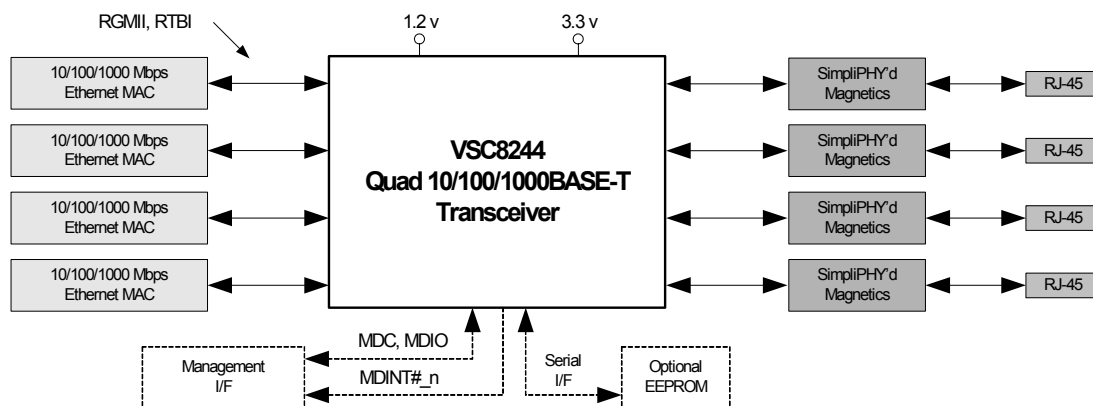 RGMII, RTBI
1.2 v
3.3 v
10/100/1000 Mbps
Ethernet MAC
10/100/1000 Mbps
Ethernet MAC
10/100/1000 Mbps
Ethernet MAC
10/100/1000 Mbps
Ethernet MAC
VSC8244
Quad 10/100/1000BASE-T
Transceiver
SimpliPHY'd
Magnetics
RJ-45
SimpliPHY'd
Magnetics
RJ-45
SimpliPHY'd
Magnetics
RJ-45
SimpliPHY'd
Magnetics
RJ-45
MDC, MDIO
Management
I/F
MDINT#_n
Serial
I/F
Optional
EEPROM